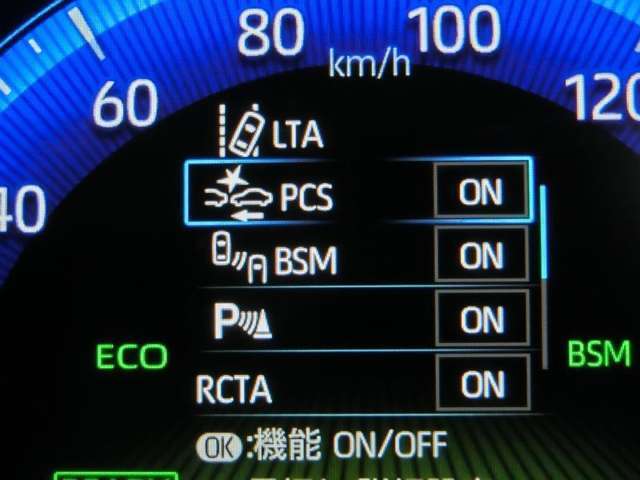 80 100
km/h
60 120
40
LTA
PCS ON
BSM ON
P ON
ECO BSM
RCTA ON
OK:機能 ON/OFF